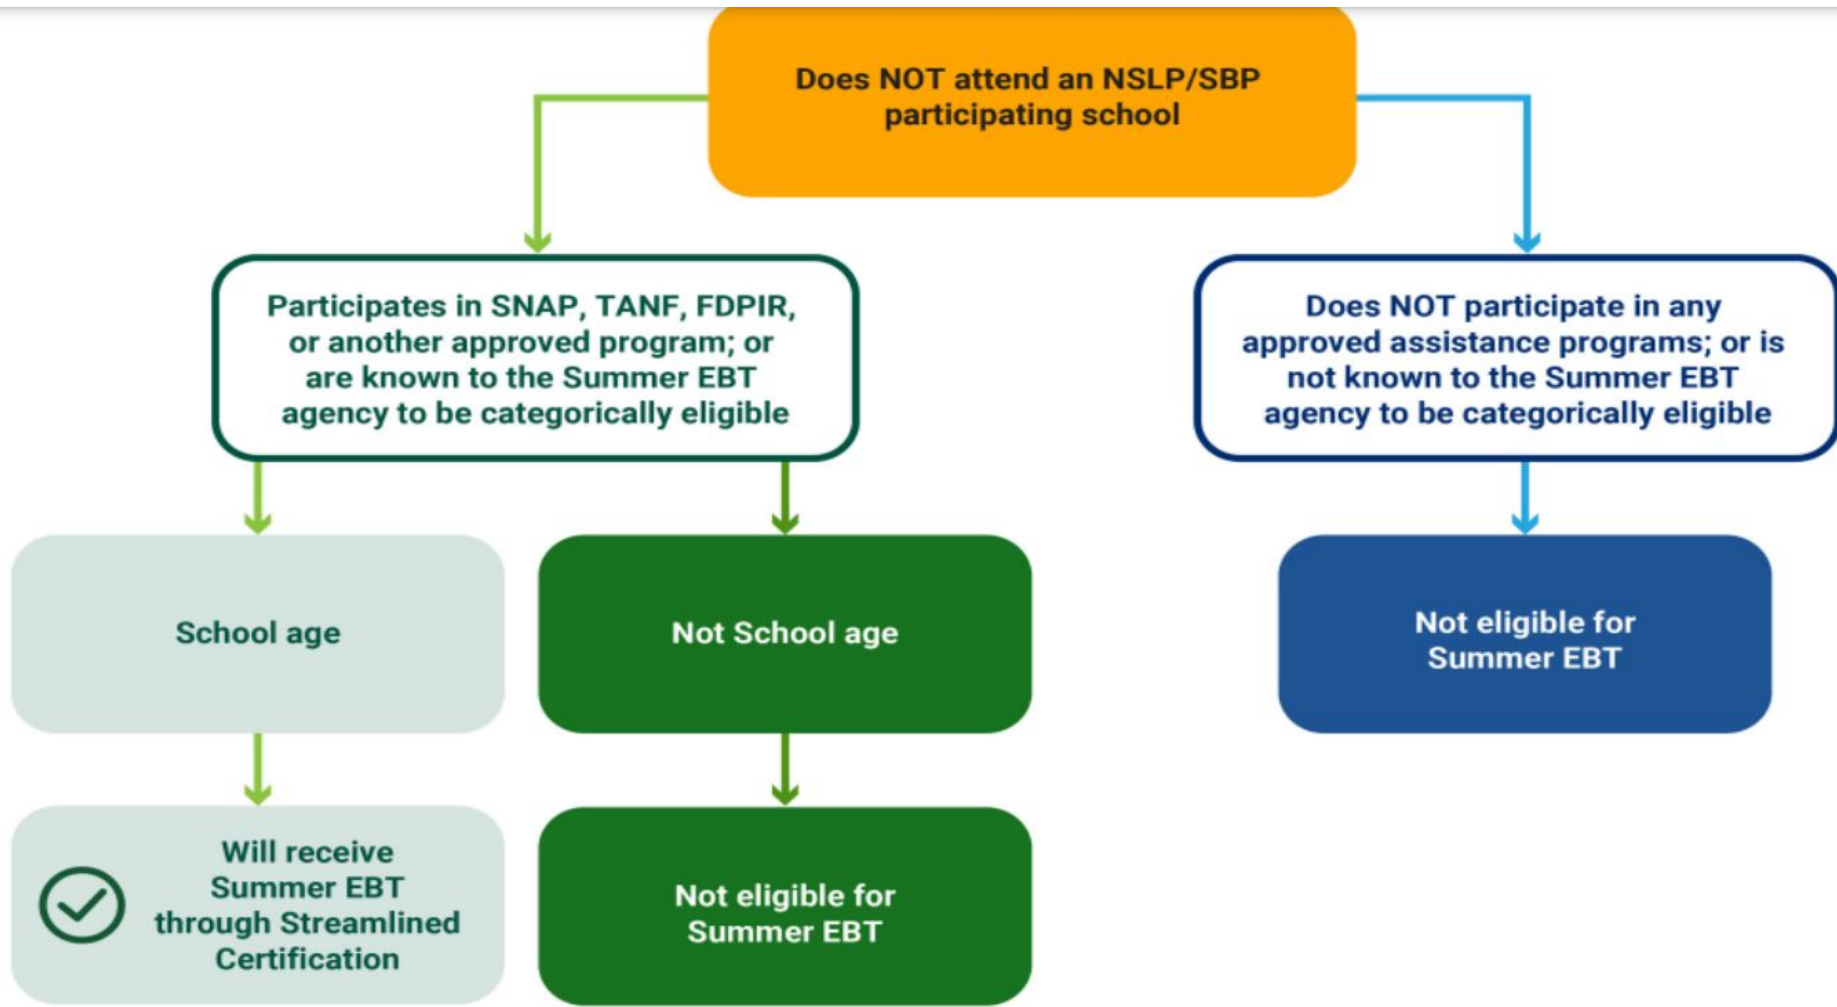 Does NOT attend an NSLP/SBP
participating school
Participates in SNAP, TANF, FDPIR,
or another approved program; or
are known to the Summer EBT
agency to be categorically eligible
Does NOT participate in any
approved assistance programs; or is
not known to the Summer EBT
agency to be categorically eligible
School age
Not School age
Not eligible for
Summer EBT
Will receive
Summer EBT
through Streamlined
Certification
Not eligible for
Summer EBT